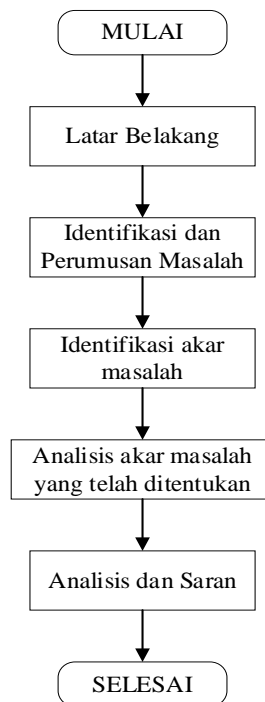 MULAI
Latar Belakang
Identifikasi dan
Perumusan Masalah
Identifikasi akar
masalah
Analisis akar masalah
yang telah ditentukan
Analisis dan Saran
SELESAI